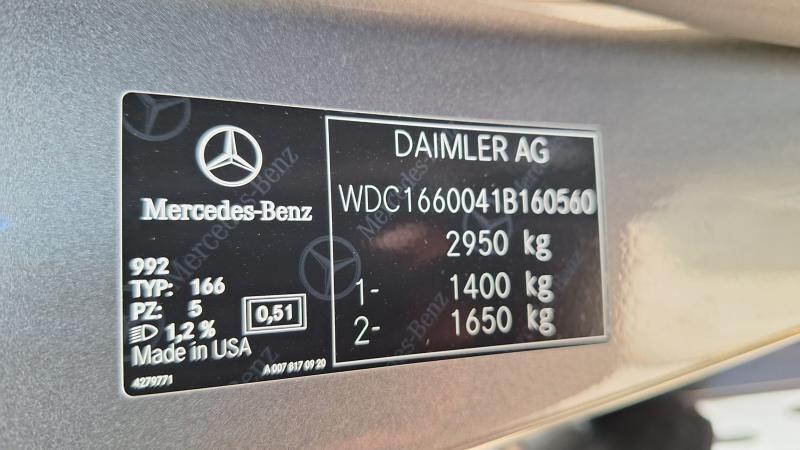 Mercedes-Benz
992
TYP: 166
PZ: 5
1,2 %
0,51
Made in USA
4279771
A 007 817 09 20
DAIMLER AG
WDC1660041B160560
2950 kg
1- 1400 kg
2- 1650 kg